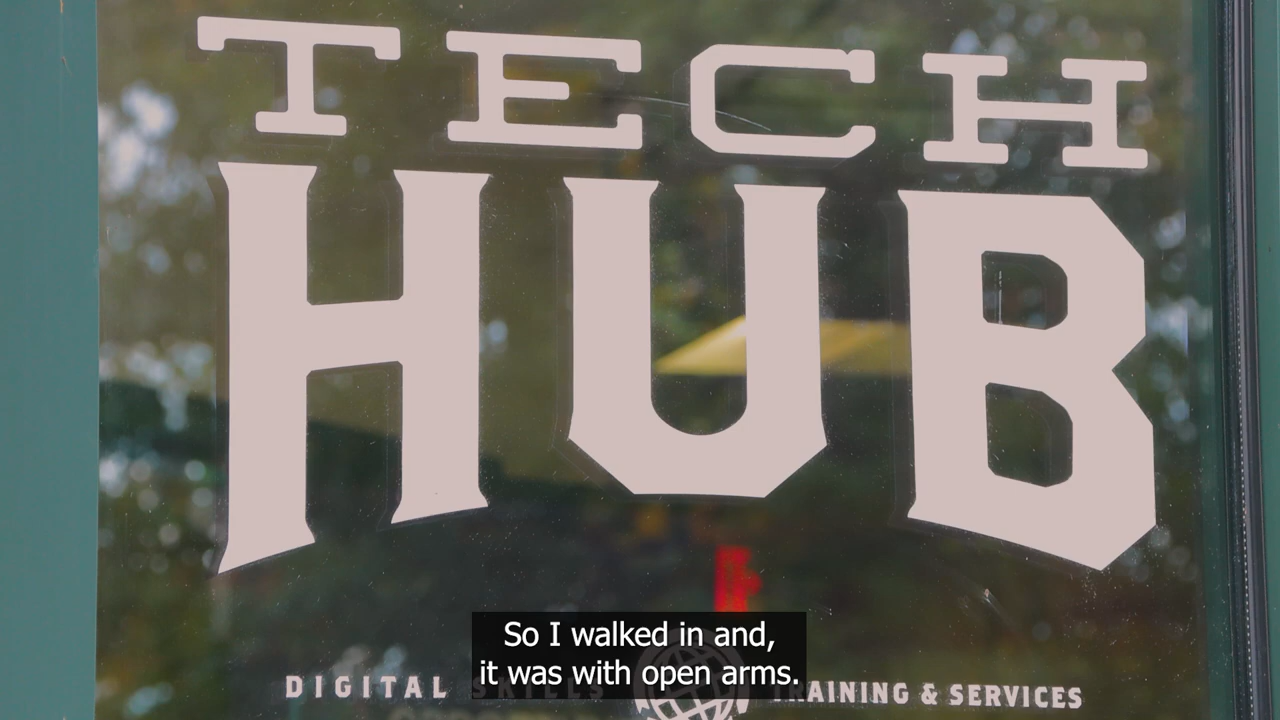 TECH
HUB
DIGITAL SKILLS TRAINING & SERVICES
So I walked in and,
it was with open arms.